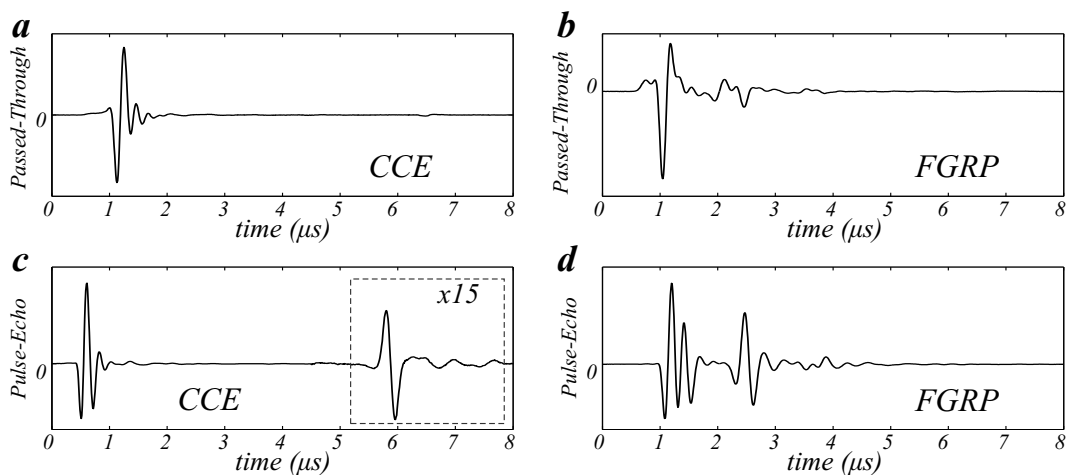 a
Passed-Through
0
CCE
0 1 2 3 4 5 6 7 8
time (μs)
b
Passed-Through
0
FGRP
0 1 2 3 4 5 6 7 8
time (μs)
c
Pulse-Echo
0
x15
CCE
0 1 2 3 4 5 6 7 8
time (μs)
d
Pulse-Echo
0
FGRP
0 1 2 3 4 5 6 7 8
time (μs)